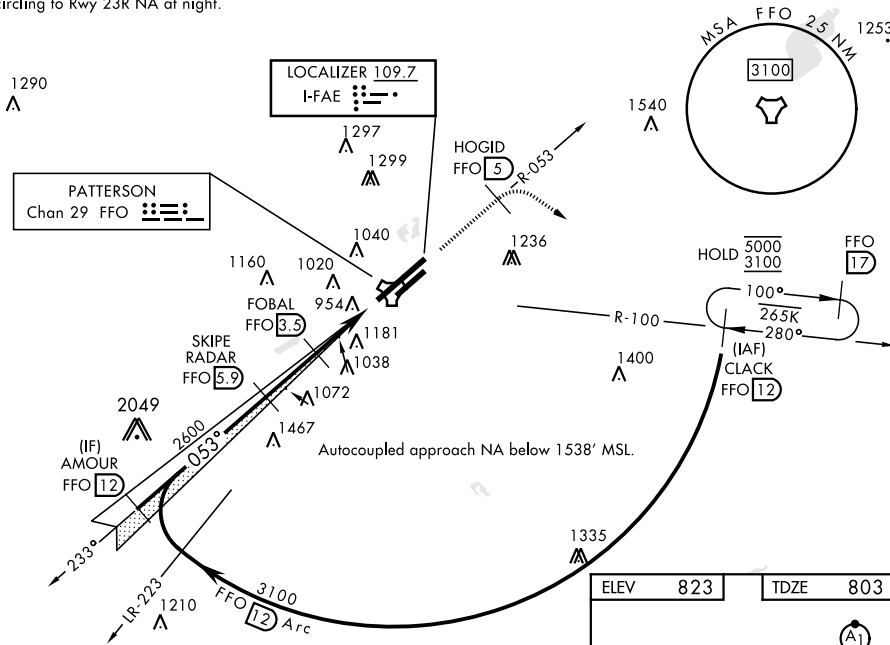 circling to Rwy 23R NA at night.
MSA FFO 25 NM
3100
1253
1290
LOCALIZER 109.7
I-FAE
1297
1299
1540
HOGID
FFO 5
R-053
PATTERSON
Chan 29 FFO
1040
1236
1160
1020
954
HOLD 5000
3100
FFO
17
100°
265K
280°
FOBAL
FFO 3.5
R-100
(IAF)
CLACK
FFO 12
SKIPE
RADAR
FFO 5.9
1181
1038
1400
1072
2049
2600
053°
1467
Autocoupled approach NA below 1538' MSL.
(IF)
AMOUR
FFO 12
233°
LR-223
1335
3100
FFO 12 Arc
1210
ELEV 823
TDZE 803
A1